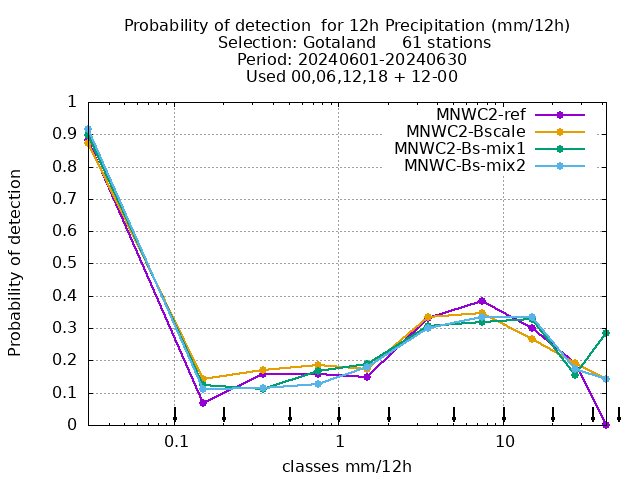 Probability of detection  for 12h Precipitation (mm/12h)
Selection: Gotaland     61 stations
Period: 20240601-20240630
Used 00,06,12,18 + 12-00
MNWC2-ref
MNWC2-Bscale
MNWC2-Bs-mix1
MNWC-Bs-mix2
Probability of detection
1
0.9
0.8
0.7
0.6
0.5
0.4
0.3
0.2
0.1
0
0.1 1 10
classes mm/12h